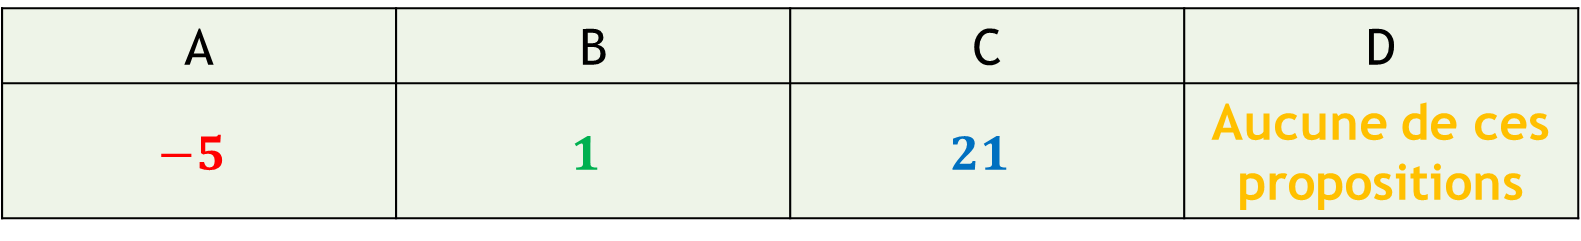 A B C D
−5 1 21 Aucune de ces
propositions